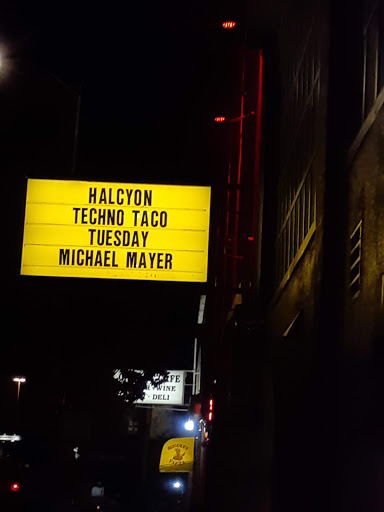 HALCYON
TECHNO TACO
TUESDAY
MICHAEL MAYER
WINE
DELI